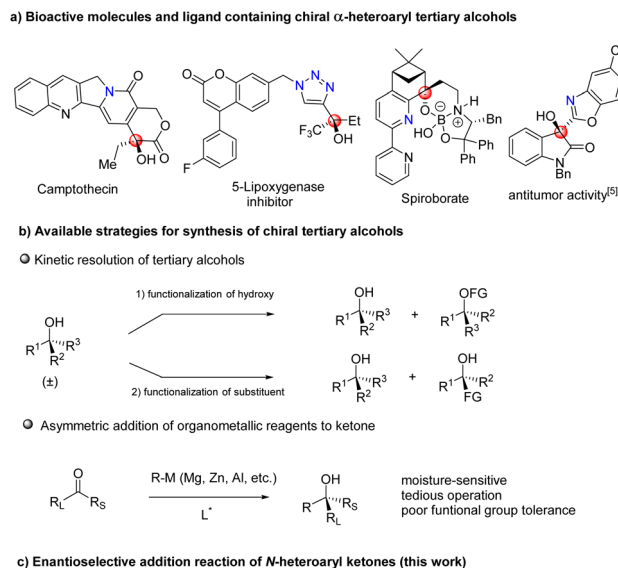 a) Bioactive molecules and ligand containing chiral α-heteroaryl tertiary alcohols
O
N
N
O
O
Et
OH
Me
Camptothecin
O
O
N
N
N
F3C
Et
OH
F
5-Lipoxygenase
inhibitor
O
N
N
H
B
HO
O
Bn
Ph
Ph
N
Spiroborate
N
O
HO
O
N
Bn
antitumor activity[5]
b) Available strategies for synthesis of chiral tertiary alcohols
Kinetic resolution of tertiary alcohols
OH
R1
R2
R3
(±)
1) functionalization of hydroxy
2) functionalization of substituent
OH
R1
R2
R3
+
OFG
R1
R2
R3
OH
R1
R2
R3
+
OH
R1
R2
FG
Asymmetric addition of organometallic reagents to ketone
O
RL
RS
R-M (Mg, Zn, Al, etc.)
L*
OH
R
RS
RL
moisture-sensitive
tedious operation
poor funtional group tolerance
c) Enantioselective addition reaction of N-heteroaryl ketones (this work)